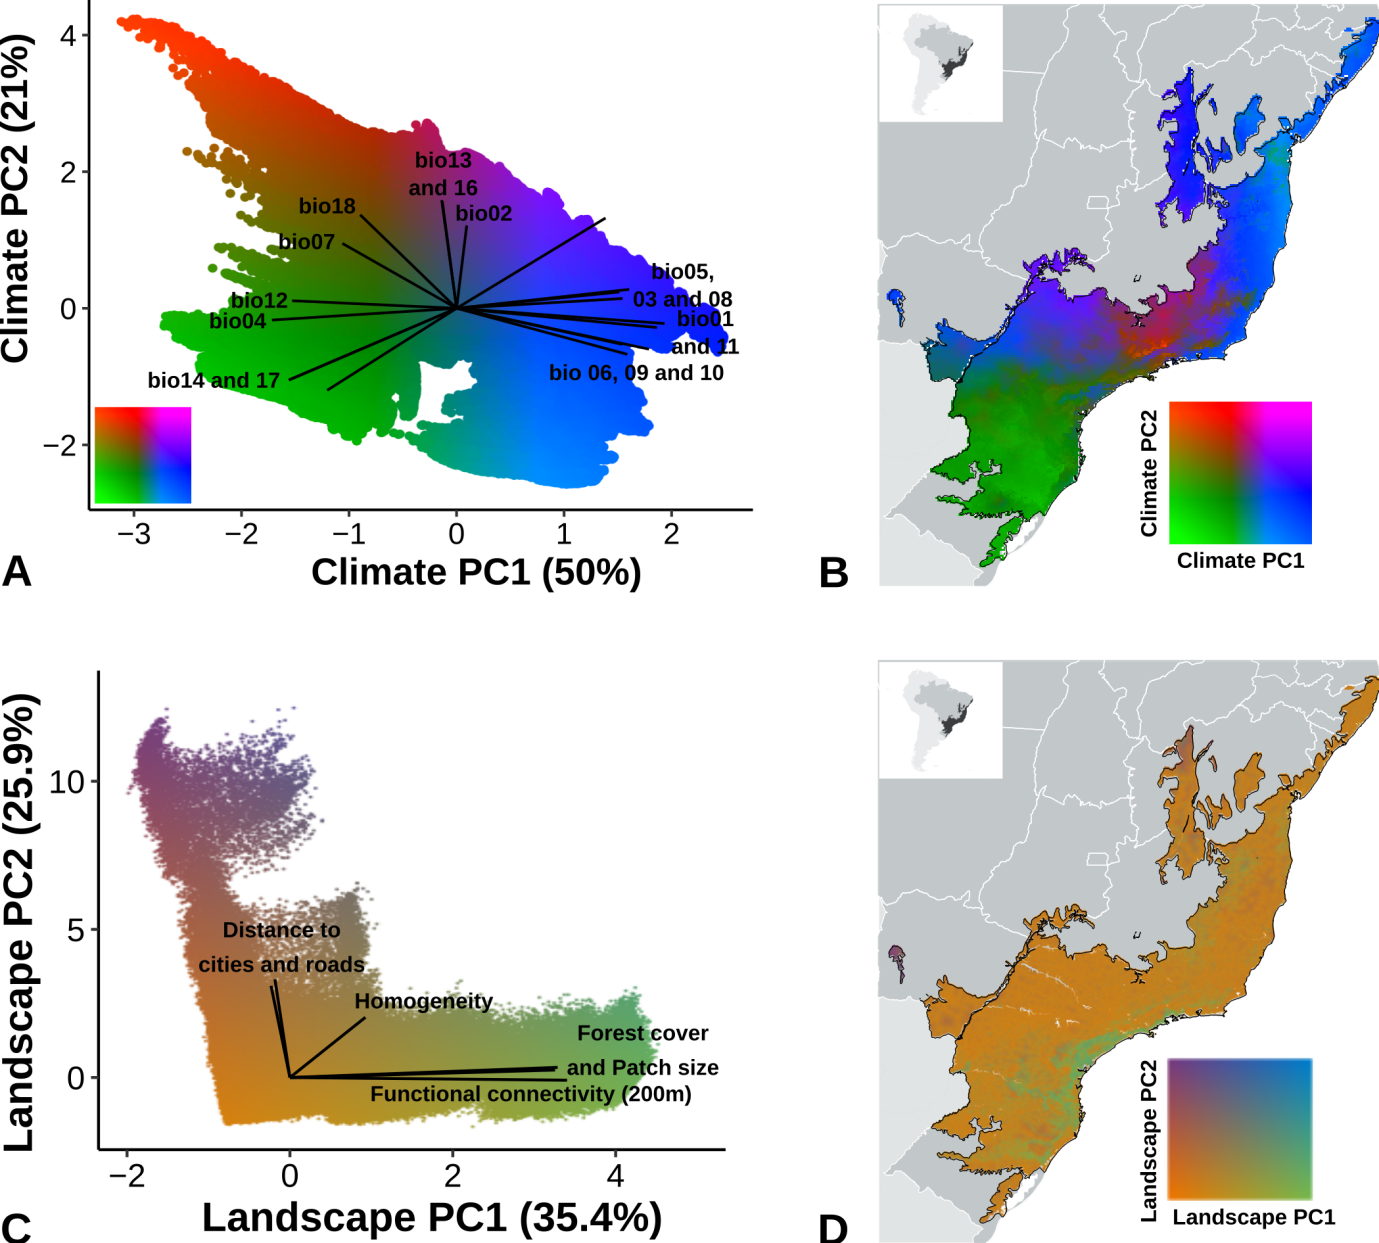 Climate PC2 (21%)
4
2
0
−2
bio13
and 16
bio18
bio02
bio07
bio05,
bio12
03 and 08
bio04
bio01
and 11
bio14 and 17
bio 06, 09 and 10
−3
−2
−1
0
1
2
A
Climate PC1 (50%)
Climate PC2
Climate PC1
B
Landscape PC2 (25.9%)
10
5
0
Distance to
cities and roads
Homogeneity
Forest cover
and Patch size
Functional connectivity (200m)
−2
0
2
4
C
Landscape PC1 (35.4%)
Landscape PC2
Landscape PC1
D